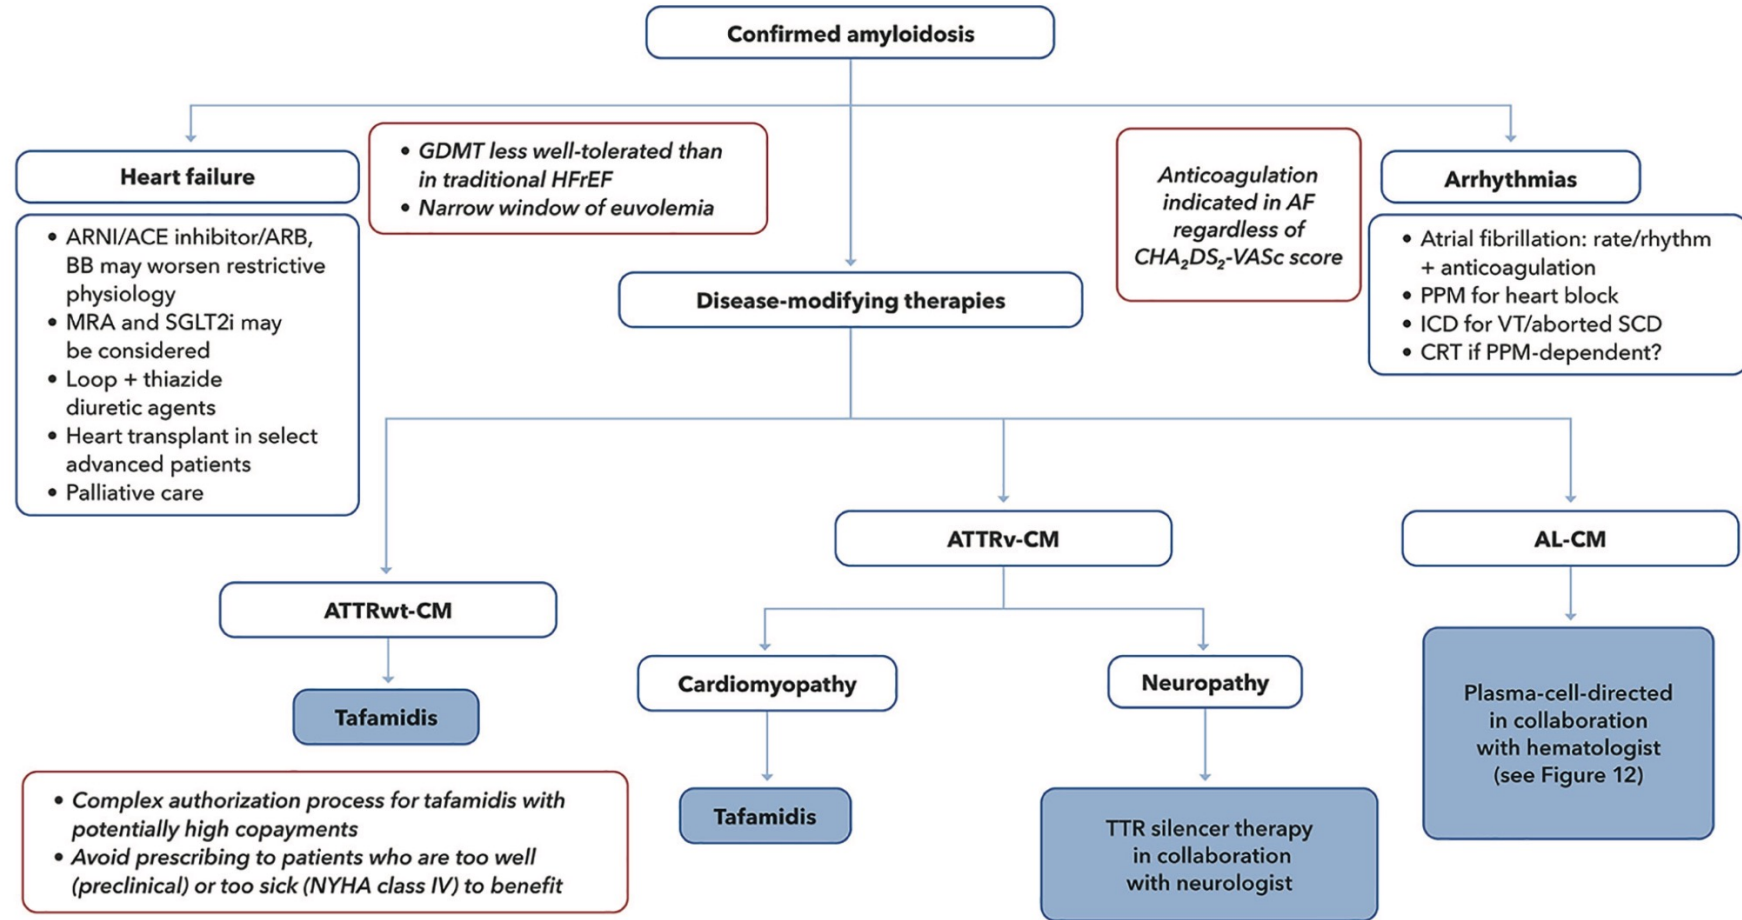 Confirmed amyloidosis
Heart failure
• GDMT less well-tolerated than
in traditional HFrEF
• Narrow window of euvolemia
Anticoagulation
indicated in AF
regardless of
CHA₂DS₂-VASc score
Arrhythmias
• ARNI/ACE inhibitor/ARB,
BB may worsen restrictive
physiology
• MRA and SGLT2i may
be considered
• Loop + thiazide
diuretic agents
• Heart transplant in select
advanced patients
• Palliative care
Disease-modifying therapies
• Atrial fibrillation: rate/rhythm
+ anticoagulation
• PPM for heart block
• ICD for VT/aborted SCD
• CRT if PPM-dependent?
ATTRwt-CM
ATTRv-CM
AL-CM
Tafamidis
Cardiomyopathy
Neuropathy
Tafamidis
TTR silencer therapy
in collaboration
with neurologist
Plasma-cell-directed
in collaboration
with hematologist
(see Figure 12)
• Complex authorization process for tafamidis with
potentially high copayments
• Avoid prescribing to patients who are too well
(preclinical) or too sick (NYHA class IV) to benefit